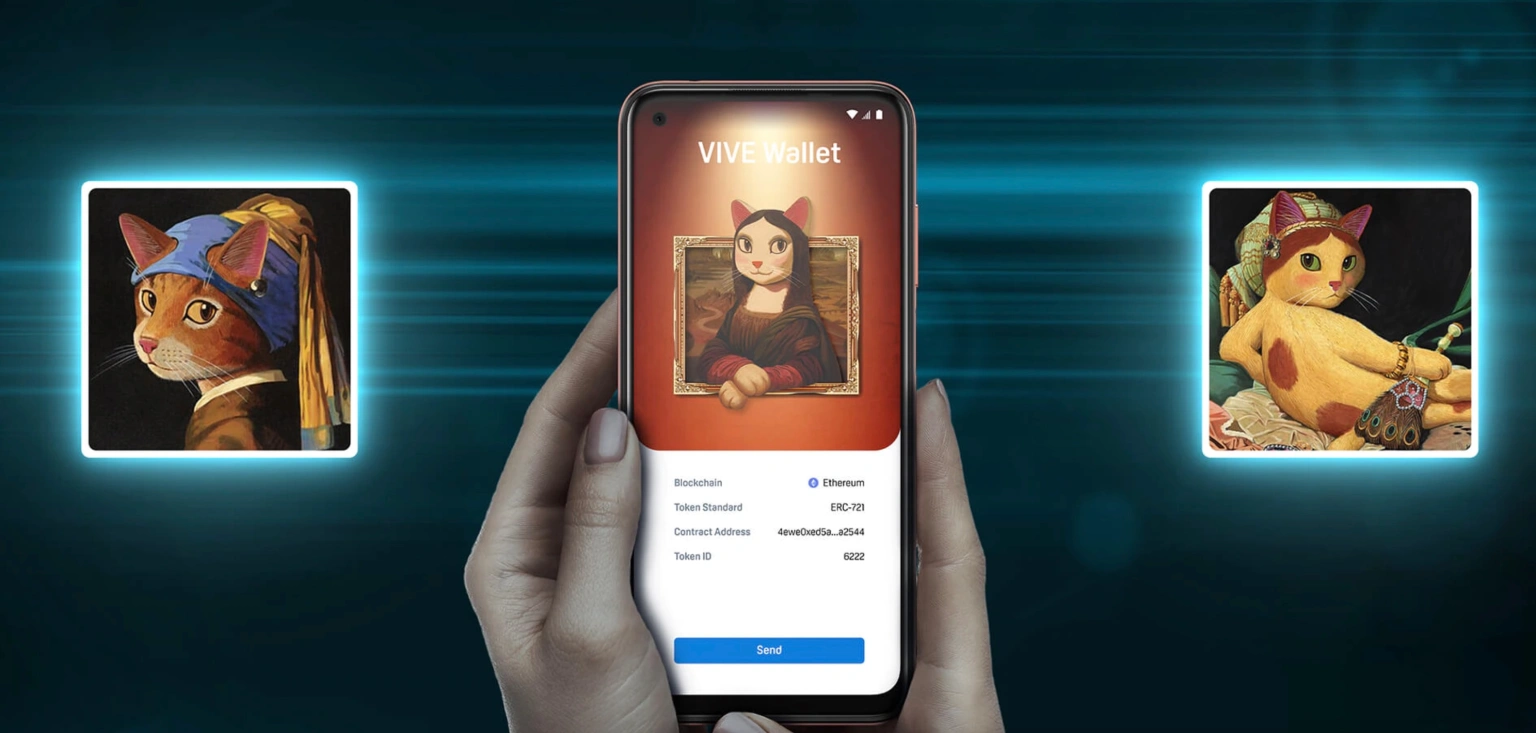 VIVE Wallet
Blockchain Ethereum
Token Standard ERC-721
Contract Address 4ewe0xed5a...a2544
Token ID 6222
Send